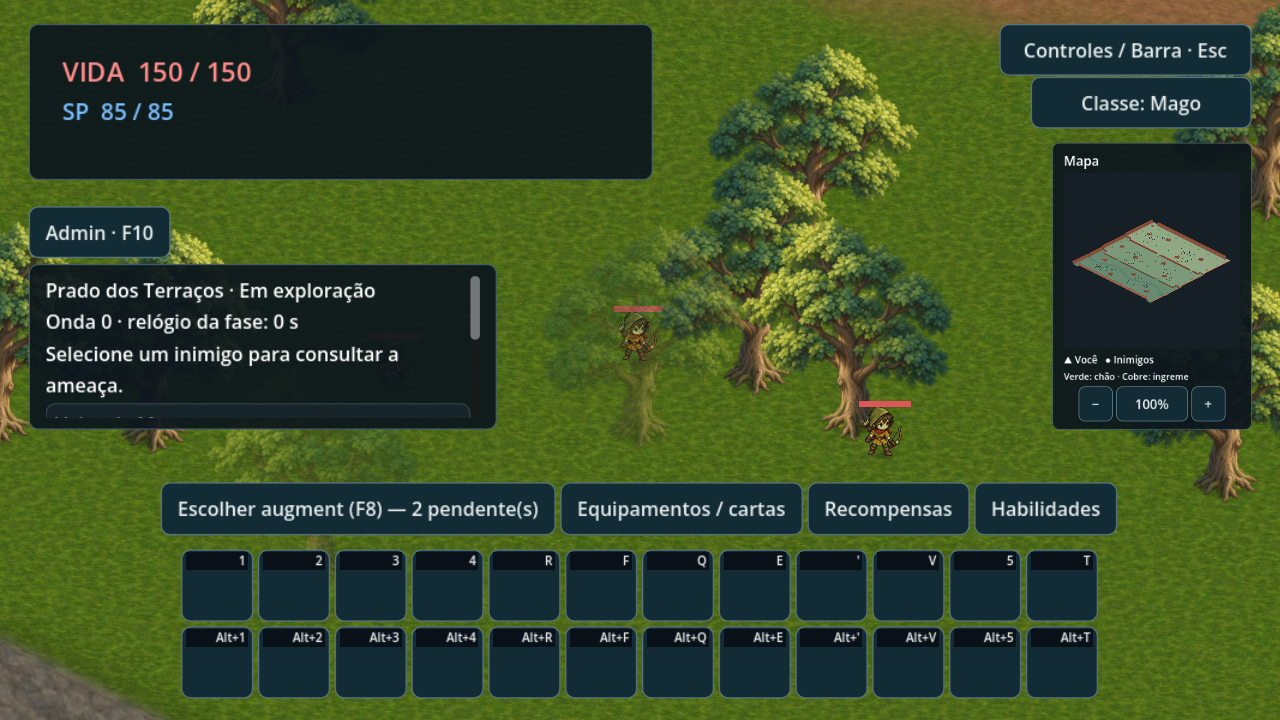 VIDA 150 / 150
SP 85 / 85
Controles / Barra · Esc
Classe: Mago
Mapa
Admin · F10
Prado dos Terraços · Em exploração
Onda 0 · relógio da fase: 0 s
Selecione um inimigo para consultar a
ameaça.
▲ Você ● Inimigos
Verde: chão · Cobre: íngreme
− 100% +
Escolher augment (F8) — 2 pendente(s)
Equipamentos / cartas
Recompensas
Habilidades
1 2 3 4 R F Q E ' V 5 T
Alt+1 Alt+2 Alt+3 Alt+4 Alt+R Alt+F Alt+Q Alt+E Alt+' Alt+V Alt+5 Alt+T